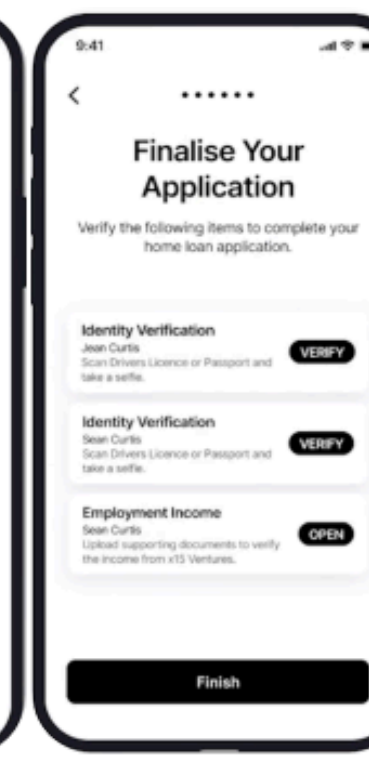 9:41
Finalise Your
Application
Verify the following items to complete your
home loan application.
Identity Verification
Jean Curtis
Scan Drivers Licence or Passport and
take a selfie.
VERIFY
Identity Verification
Sean Curtis
Scan Drivers Licence or Passport and
take a selfie.
VERIFY
Employment Income
Sean Curtis
Upload supporting documents to verify
the income from x15 Ventures.
OPEN
Finish